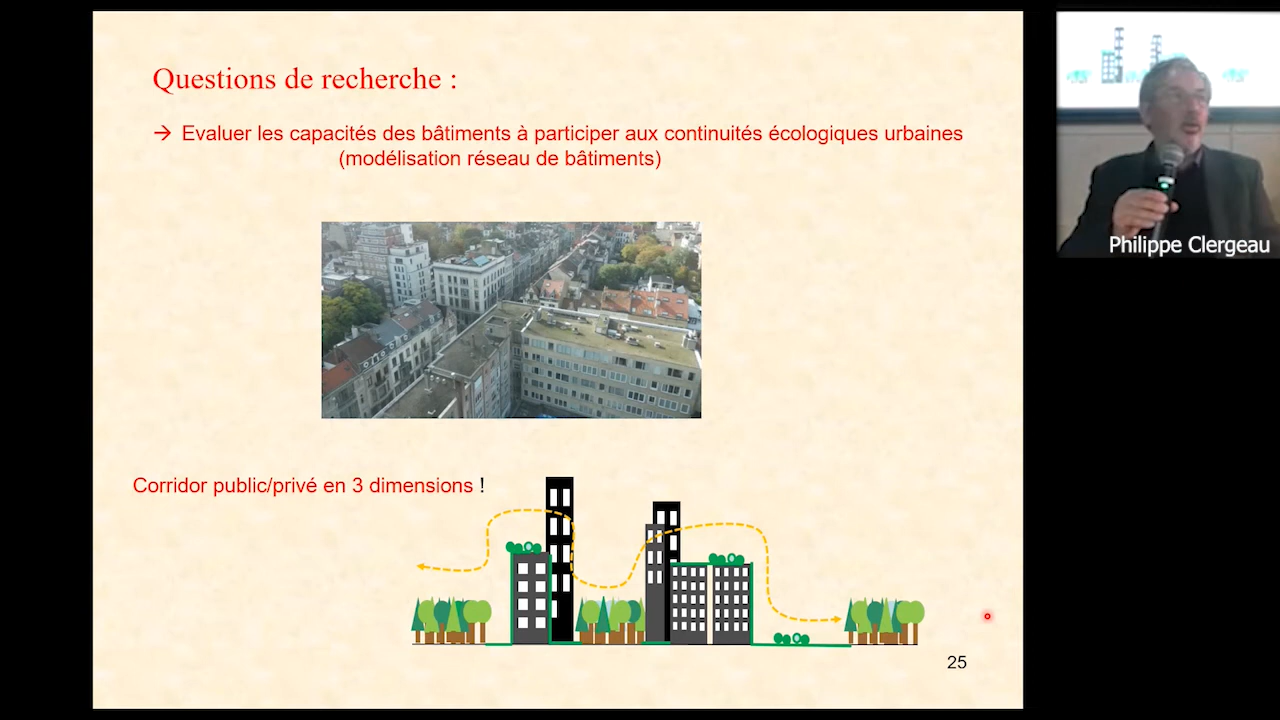 Questions de recherche :
→ Evaluer les capacités des bâtiments à participer aux continuités écologiques urbaines
(modélisation réseau de bâtiments)
Corridor public/privé en 3 dimensions !
25
Philippe Clergeau